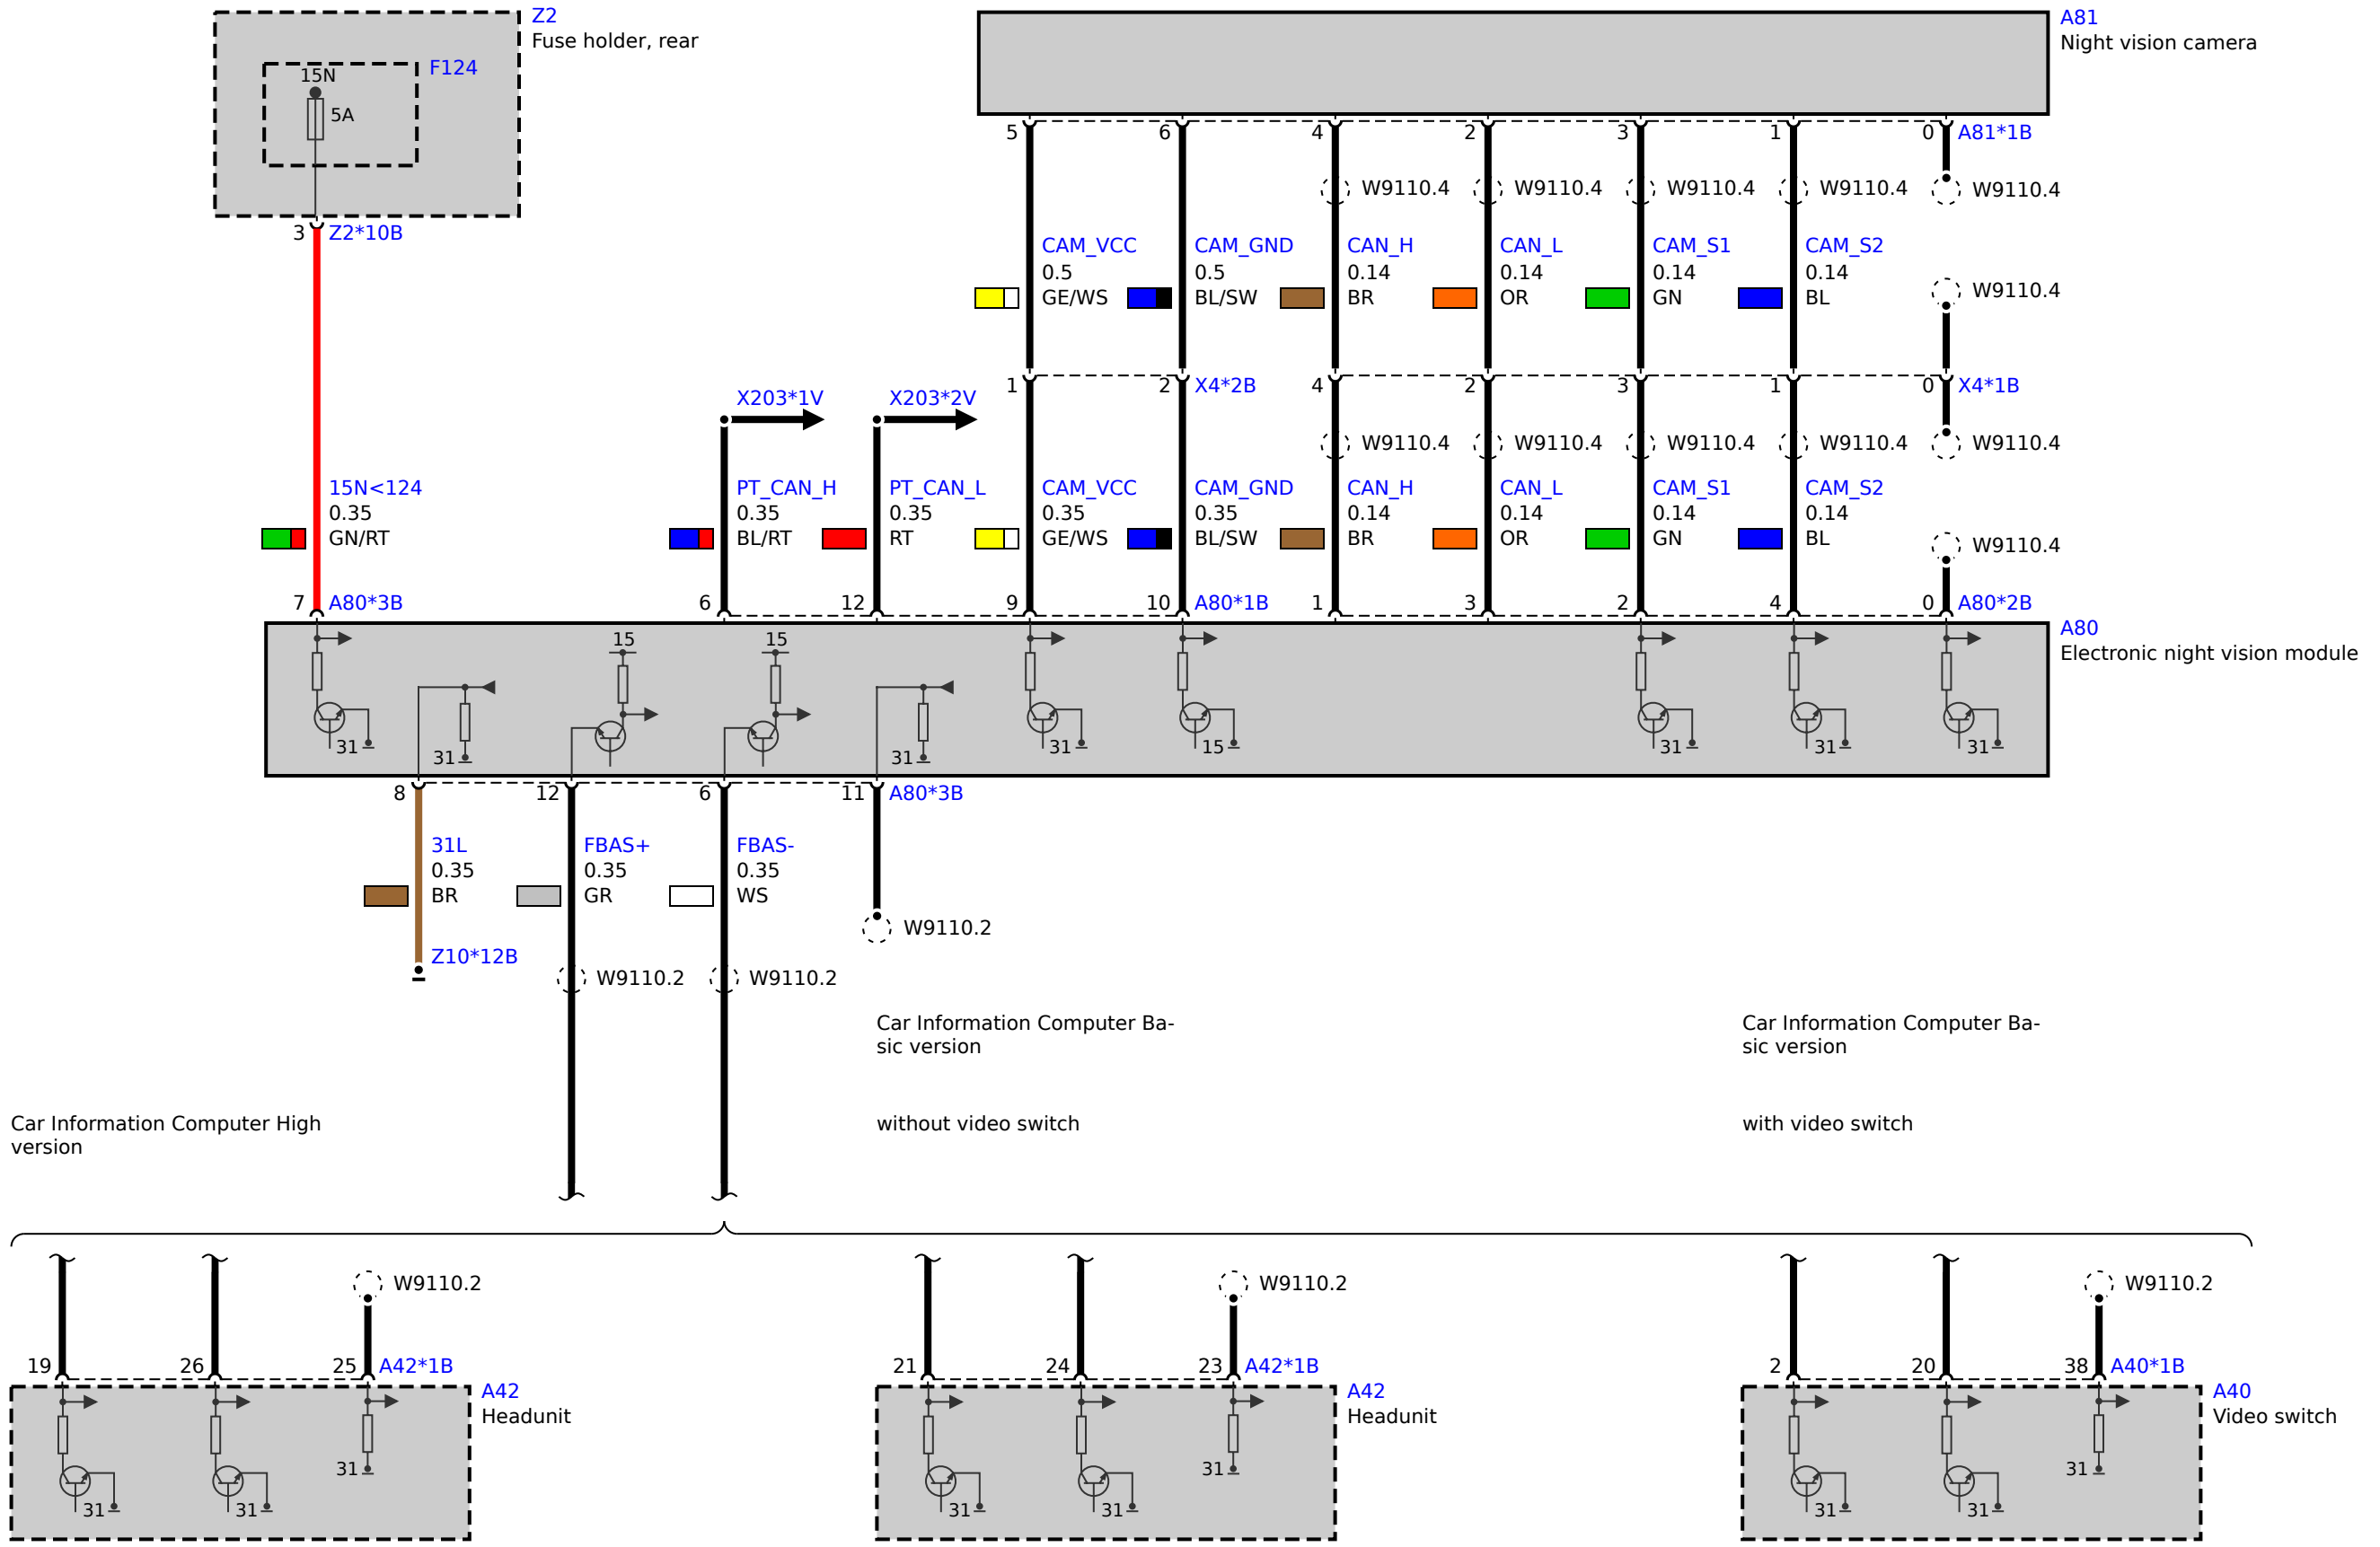 Z2
Fuse holder, rear
F124
15N
5A
A81
Night vision camera
5
6
4
2
3
1
0
A81*1B
W9110.4
W9110.4
W9110.4
W9110.4
W9110.4
3
Z2*10B
CAM_VCC
0.5
GE/WS
CAM_GND
0.5
BL/SW
CAN_H
0.14
BR
CAN_L
0.14
OR
CAM_S1
0.14
GN
CAM_S2
0.14
BL
W9110.4
X203*1V
X203*2V
1
2
X4*2B
4
2
3
1
0
X4*1B
W9110.4
W9110.4
W9110.4
W9110.4
W9110.4
15N<124
0.35
GN/RT
PT_CAN_H
0.35
BL/RT
PT_CAN_L
0.35
RT
CAM_VCC
0.35
GE/WS
CAM_GND
0.35
BL/SW
CAN_H
0.14
BR
CAN_L
0.14
OR
CAM_S1
0.14
GN
CAM_S2
0.14
BL
W9110.4
7
A80*3B
6
12
9
10
A80*1B
1
3
2
4
0
A80*2B
A80
Electronic night vision module
15
15
31
31
31
31
15
31
31
31
8
12
6
11
A80*3B
31L
0.35
BR
FBAS+
0.35
GR
FBAS-
0.35
WS
W9110.2
Z10*12B
W9110.2
W9110.2
Car Information Computer High
version
Car Information Computer Ba-
sic version
without video switch
Car Information Computer Ba-
sic version
with video switch
W9110.2
W9110.2
W9110.2
19
26
25
A42*1B
21
24
23
A42*1B
2
20
38
A40*1B
A42
Headunit
A42
Headunit
A40
Video switch
31
31
31
31
31
31
31
31
31